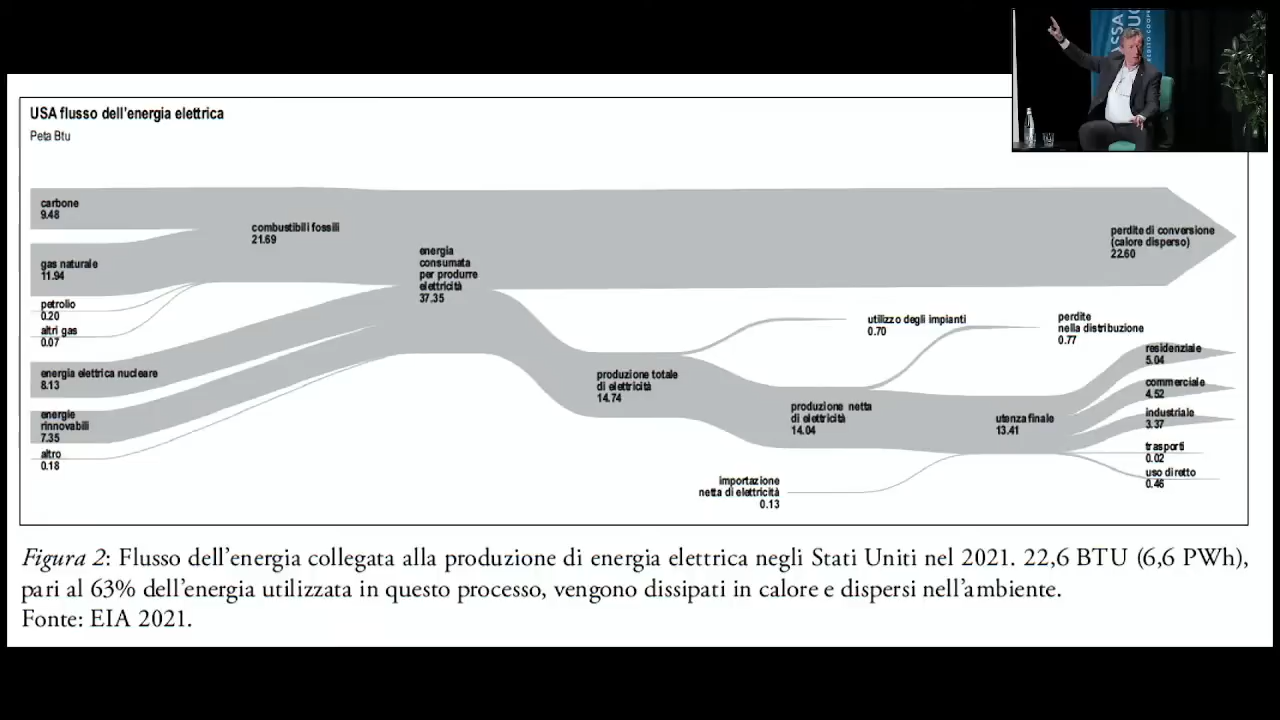 USA flusso dell'energia elettrica
Peta Btu
carbone
9.48
gas naturale
11.94
petrolio
0.20
altri gas
0.07
energia elettrica nucleare
8.13
energie
rinnovabili
7.35
altro
0.18
combustibili fossili
21.69
energia
consumata
per produrre
elettricità
37.35
produzione totale
di elettricità
14.74
utilizzo degli impianti
0.70
produzione netta
di elettricità
14.04
importazione
netta di elettricità
0.13
perdite
nella distribuzione
0.77
utenza finale
13.41
perdite di conversione
(calore disperso)
22.60
residenziale
5.04
commerciale
4.52
industriale
3.37
trasporti
0.02
uso diretto
0.46
Figura 2: Flusso dell'energia collegata alla produzione di energia elettrica negli Stati Uniti nel 2021. 22,6 BTU (6,6 PWh),
pari al 63% dell'energia utilizzata in questo processo, vengono dissipati in calore e dispersi nell'ambiente.
Fonte: EIA 2021.